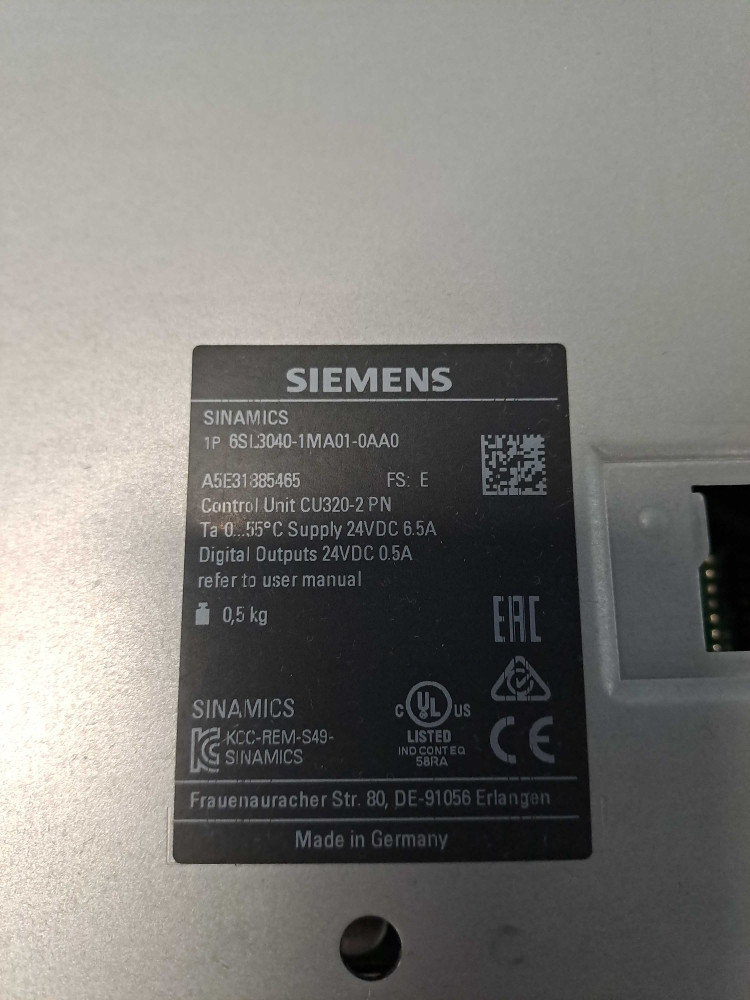 SIEMENS
SINAMICS
1P 6SL3040-1MA01-0AA0
A5E31385465 FS: E
Control Unit CU320-2 PN
Ta 0...55°C Supply 24VDC 6.5A
Digital Outputs 24VDC 0.5A
refer to user manual
0,5 kg
EAC
SINAMICS
KCC-REM-S49-
SINAMICS
C UL US
LISTED
IND CONT EQ
58RA
CE
Frauenauracher Str. 80, DE-91056 Erlangen
Made in Germany